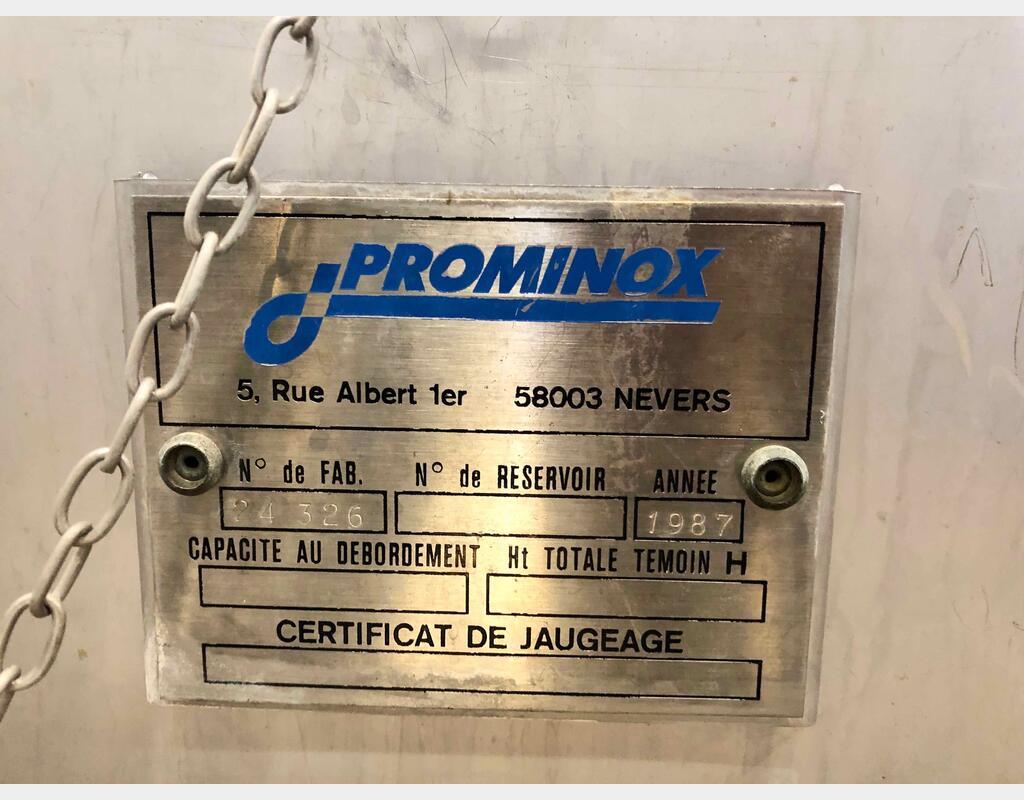 PROMINOX
5, Rue Albert 1er 58003 NEVERS
N° de FAB. N° de RESERVOIR ANNEE
24 326 1987
CAPACITE AU DEBORDEMENT Ht TOTALE TEMOIN H
CERTIFICAT DE JAUGEAGE